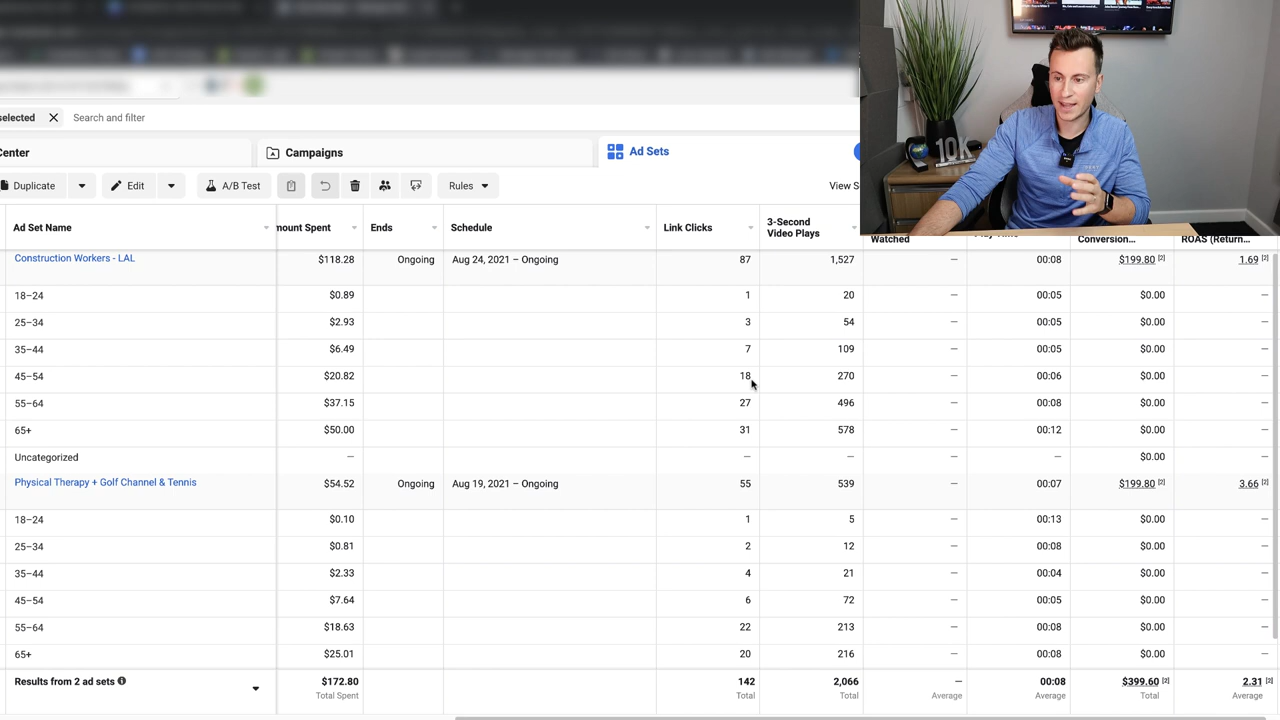 selected Search and filter
10K
Center Campaigns Ad Sets
Duplicate Edit A/B Test Rules View S
Ad Set Name mount Spent Ends Schedule Link Clicks 3-Second Video Plays Watched Conversion... ROAS (Return...
Construction Workers - LAL $118.28 Ongoing Aug 24, 2021 – Ongoing 87 1,527 — 00:08 $199.80 [2] 1.69 [2]
18–24 $0.89 1 20 — 00:05 $0.00 —
25–34 $2.93 3 54 — 00:05 $0.00 —
35–44 $6.49 7 109 — 00:05 $0.00 —
45–54 $20.82 18 270 — 00:06 $0.00 —
55–64 $37.15 27 496 — 00:08 $0.00 —
65+ $50.00 31 578 — 00:12 $0.00 —
Uncategorized — — — — — $0.00
Physical Therapy + Golf Channel & Tennis $54.52 Ongoing Aug 19, 2021 – Ongoing 55 539 — 00:07 $199.80 [2] 3.66 [2]
18–24 $0.10 1 5 — 00:13 $0.00 —
25–34 $0.81 2 12 — 00:08 $0.00 —
35–44 $2.33 4 21 — 00:04 $0.00 —
45–54 $7.64 6 72 — 00:05 $0.00 —
55–64 $18.63 22 213 — 00:08 $0.00 —
65+ $25.01 20 216 — 00:08 $0.00 —
Results from 2 ad sets $172.80 142 2,066 — 00:08 $399.60 [2] 2.31 [2]
Total Spent Total Total Average Average Total Average